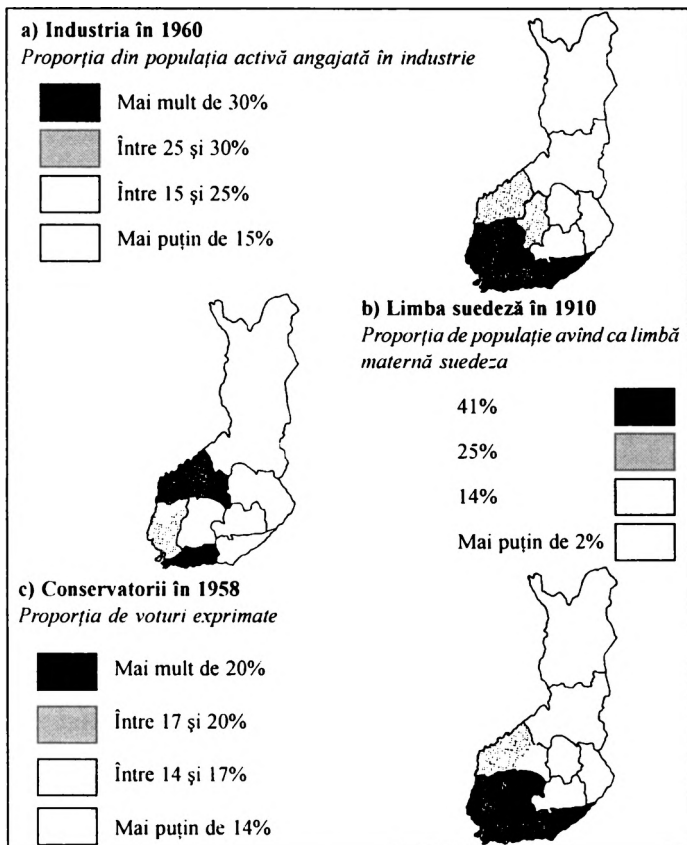 a) Industria în 1960
Proporția din populația activă angajată în industrie
Mai mult de 30%
Între 25 și 30%
Între 15 și 25%
Mai puțin de 15%
b) Limba suedeză în 1910
Proporția de populație avînd ca limbă
maternă suedeza
41%
25%
14%
Mai puțin de 2%
c) Conservatorii în 1958
Proporția de voturi exprimate
Mai mult de 20%
Între 17 și 20%
Între 14 și 17%
Mai puțin de 14%